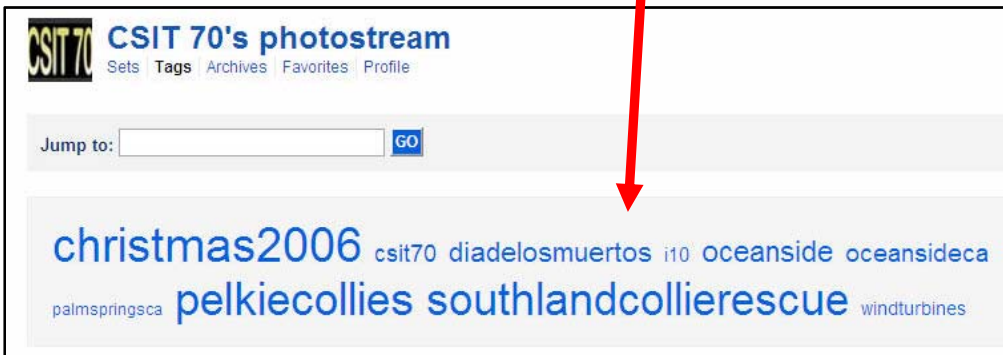 CSIT 70
CSIT 70's photostream
Sets Tags Archives Favorites Profile
Jump to: GO
christmas2006 csit70 diadelosmuertos i10 oceanside oceansideca
palmspringsca pelkiecollies southlandcollierescue windturbines